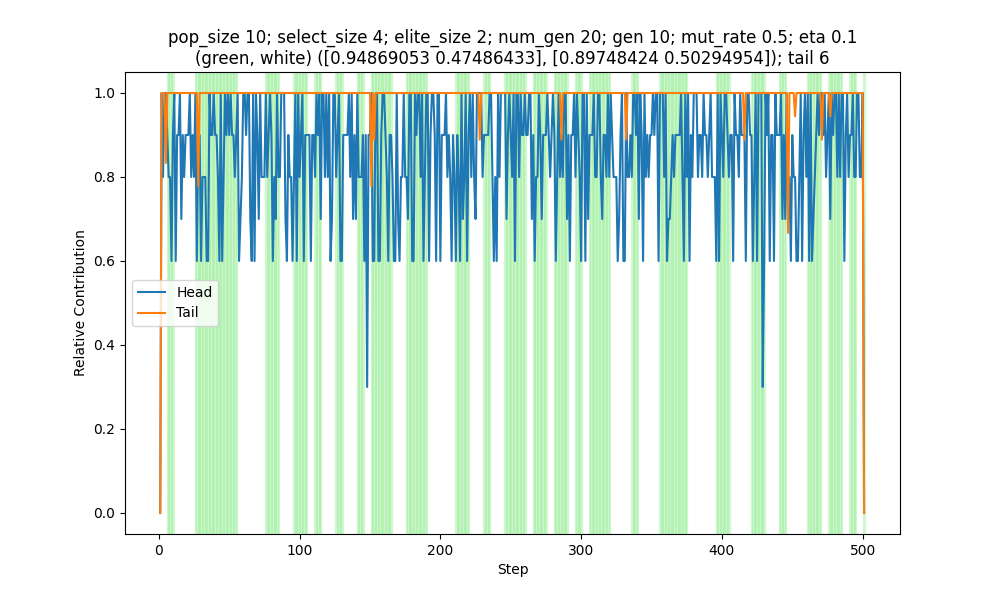 pop_size 10; select_size 4; elite_size 2; num_gen 20; gen 10; mut_rate 0.5; eta 0.1
(green, white) ([0.94869053 0.47486433], [0.89748424 0.50294954]); tail 6
1.0
0.8
0.6
0.4
0.2
0.0
Relative Contribution
Head
Tail
0 100 200 300 400 500
Step